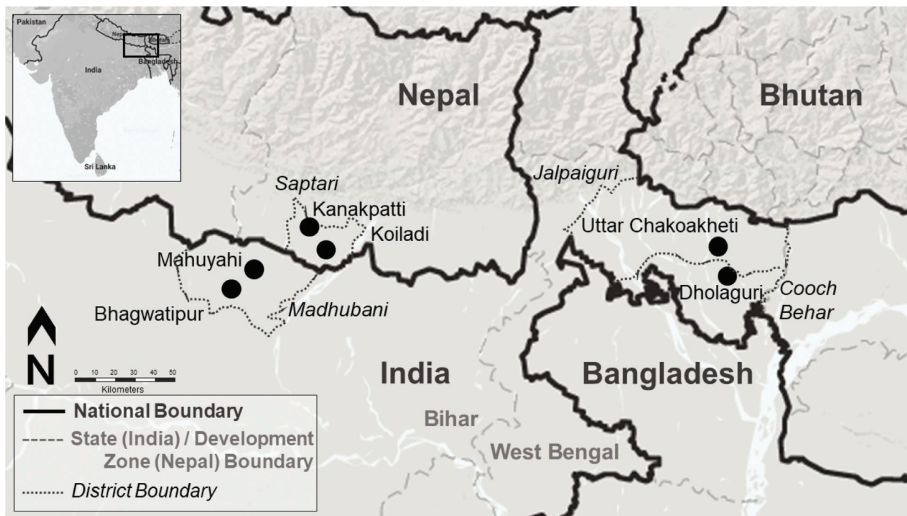 Pakistan
Nepal
Bhutan
Bangladesh
India
Sri Lanka
Nepal
Bhutan
Jalpaiguri
Saptari
Kanakpatti
Koiladi
Uttar Chakoakheti
Mahuyahi
Dholaguri
Cooch
Behar
Bhagwatipur
Madhubani
N
0 10 20 30 40 50
Kilometers
India
Bangladesh
Bihar
West Bengal
National Boundary
State (India) / Development
Zone (Nepal) Boundary
District Boundary